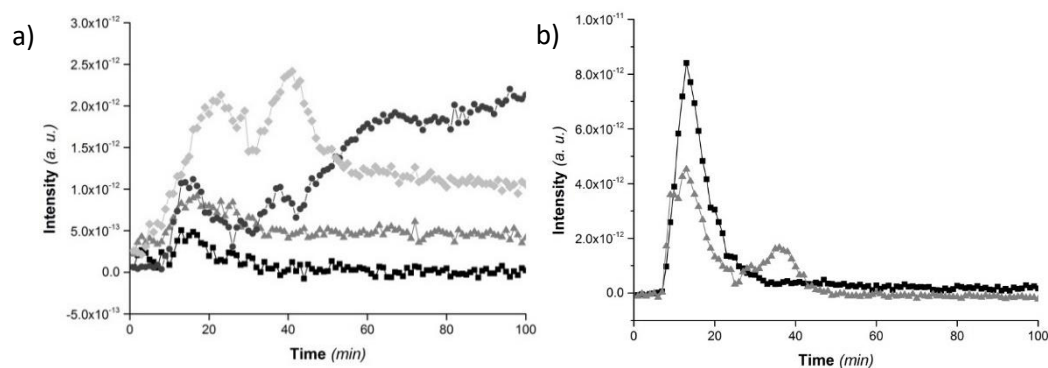 a)
3.0x10⁻¹²
2.5x10⁻¹²
2.0x10⁻¹²
1.5x10⁻¹²
1.0x10⁻¹²
5.0x10⁻¹³
0.0
-5.0x10⁻¹³
Intensity (a. u.)
0 20 40 60 80 100
Time (min)
b)
1.0x10⁻¹¹
8.0x10⁻¹²
6.0x10⁻¹²
4.0x10⁻¹²
2.0x10⁻¹²
0.0
Intensity (a. u.)
0 20 40 60 80 100
Time (min)